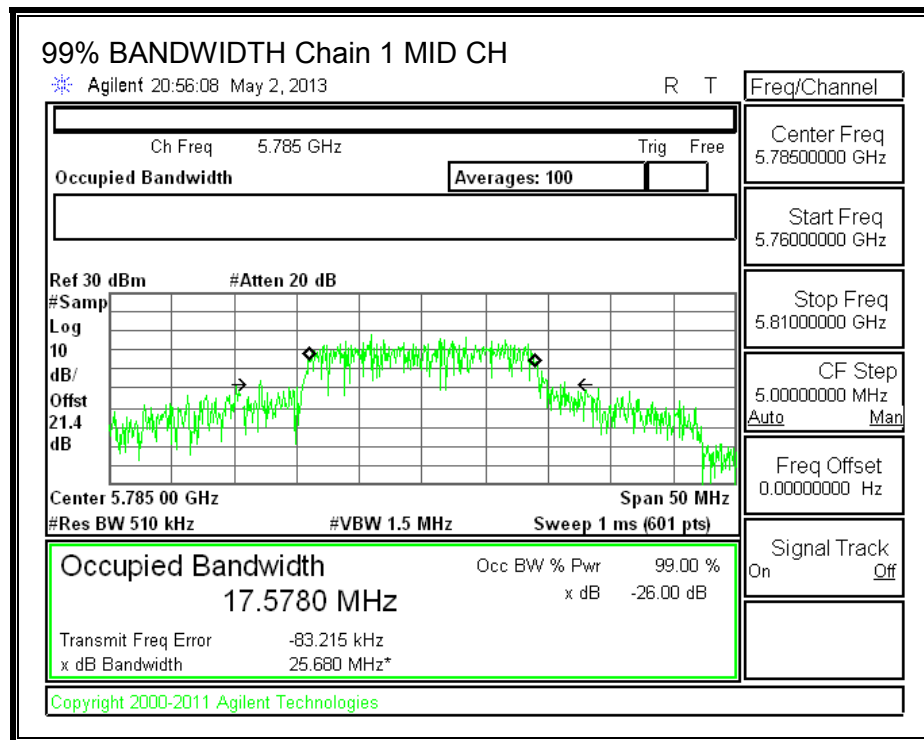 99% BANDWIDTH Chain 1 MID CH
Agilent 20:56:08 May 2, 2013 R T
Freq/Channel
Ch Freq 5.785 GHz Trig Free
Occupied Bandwidth Averages: 100
Center Freq
5.78500000 GHz
Start Freq
5.76000000 GHz
Stop Freq
5.81000000 GHz
CF Step
5.00000000 MHz
Auto Man
Freq Offset
0.00000000 Hz
Signal Track
On Off
Ref 30 dBm #Atten 20 dB
#Samp
Log
10
dB/
Offst
21.4
dB
Center 5.785 00 GHz Span 50 MHz
#Res BW 510 kHz #VBW 1.5 MHz Sweep 1 ms (601 pts)
Occupied Bandwidth Occ BW % Pwr 99.00 %
17.5780 MHz x dB -26.00 dB
Transmit Freq Error -83.215 kHz
x dB Bandwidth 25.680 MHz*
Copyright 2000-2011 Agilent Technologies